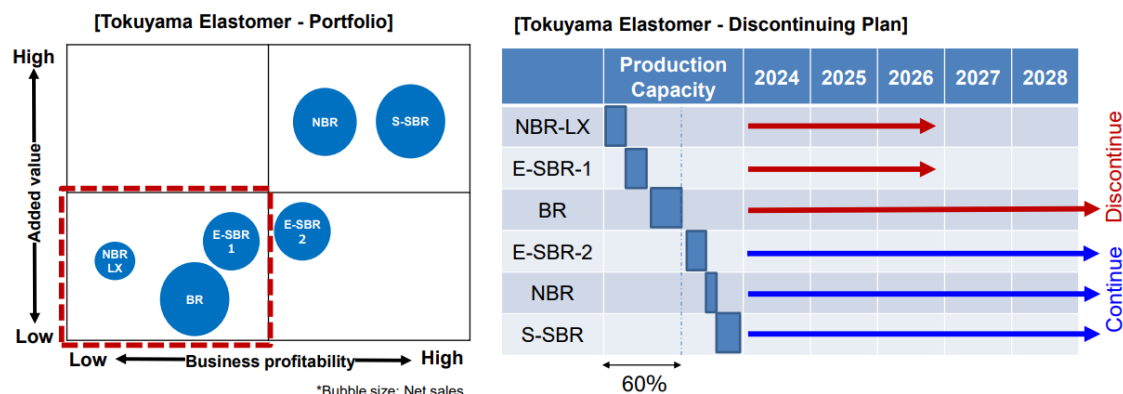 [Tokuyama Elastomer - Portfolio]
High
Added value
Low
NBR
S-SBR
E-SBR
1
E-SBR
2
NBR
LX
BR
Low
Business profitability
High
*Bubble size: Net sales
[Tokuyama Elastomer - Discontinuing Plan]
Production
Capacity
2024
2025
2026
2027
2028
NBR-LX
E-SBR-1
BR
E-SBR-2
NBR
S-SBR
Discontinue
Continue
60%